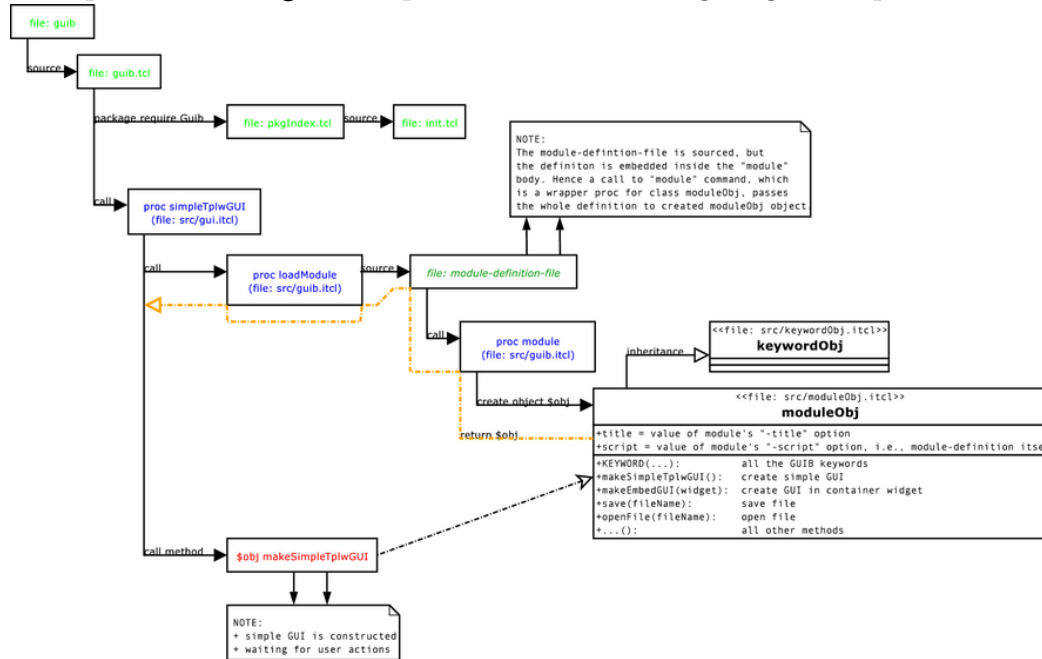 file: guib
source
file: guib.tcl
package require Guib
file: pkgIndex.tcl
source
file: init.tcl
NOTE:
The module-defintion-file is sourced, but
the definiton is embedded inside the "module"
body. Hence a call to "module" command, which
is a wrapper proc for class moduleObj, passes
the whole definition to created moduleObj object.
call
proc simpleTplwGUI
(file: src/gui.itcl)
call
proc loadModule
(file: src/guib.itcl)
source
file: module-definition-file
call
proc module
(file: src/guib.itcl)
<<file: src/keywordObj.itcl>>
keywordObj
inheritance
create object $obj
<<file: src/moduleObj.itcl>>
moduleObj
return $obj
+title = value of module's "-title" option
+script = value of module's "-script" option, i.e., module-definition itse
+KEYWORD(...): all the GUIB keywords
+makeSimpleTplwGUI(): create simple GUI
+makeEmbedGUI(widget): create GUI in container widget
+save(fileName): save file
+openFile(fileName): open file
+...(): all other methods
call method
$obj makeSimpleTplwGUI
NOTE:
+ simple GUI is constructed
+ waiting for user actions